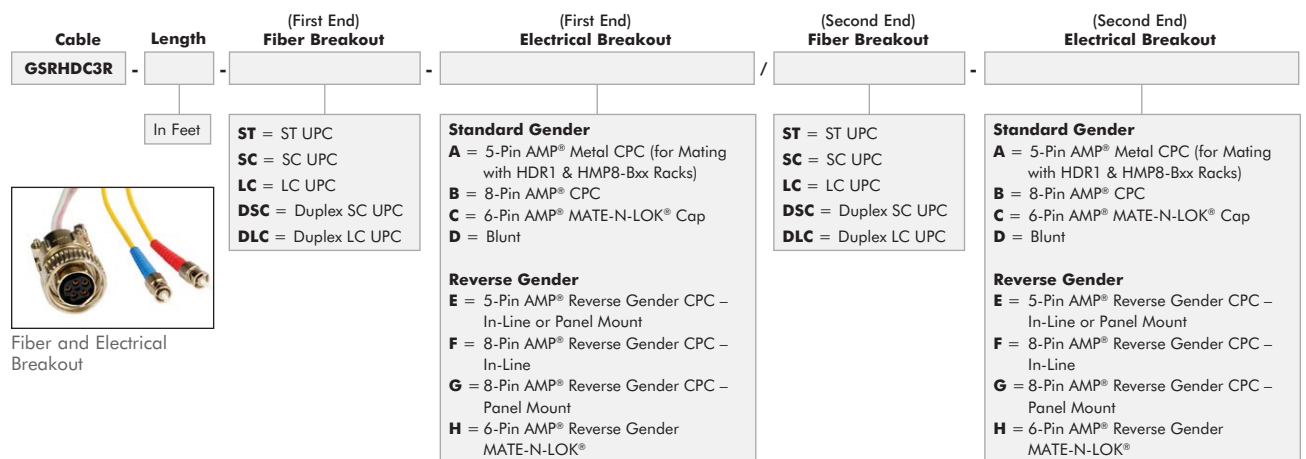 Cable
Length
(First End)
Fiber Breakout
(First End)
Electrical Breakout
(Second End)
Fiber Breakout
(Second End)
Electrical Breakout
GSRHDC3R - - - / -
In Feet
ST = ST UPC
SC = SC UPC
LC = LC UPC
DSC = Duplex SC UPC
DLC = Duplex LC UPC
Standard Gender
A = 5-Pin AMP® Metal CPC (for Mating
with HDR1 & HMP8-Bxx Racks)
B = 8-Pin AMP® CPC
C = 6-Pin AMP® MATE-N-LOK® Cap
D = Blunt
Reverse Gender
E = 5-Pin AMP® Reverse Gender CPC –
In-Line or Panel Mount
F = 8-Pin AMP® Reverse Gender CPC –
In-Line
G = 8-Pin AMP® Reverse Gender CPC –
Panel Mount
H = 6-Pin AMP® Reverse Gender
MATE-N-LOK®
ST = ST UPC
SC = SC UPC
LC = LC UPC
DSC = Duplex SC UPC
DLC = Duplex LC UPC
Standard Gender
A = 5-Pin AMP® Metal CPC (for Mating
with HDR1 & HMP8-Bxx Racks)
B = 8-Pin AMP® CPC
C = 6-Pin AMP® MATE-N-LOK® Cap
D = Blunt
Reverse Gender
E = 5-Pin AMP® Reverse Gender CPC –
In-Line or Panel Mount
F = 8-Pin AMP® Reverse Gender CPC –
In-Line
G = 8-Pin AMP® Reverse Gender CPC –
Panel Mount
H = 6-Pin AMP® Reverse Gender
MATE-N-LOK®
Fiber and Electrical
Breakout